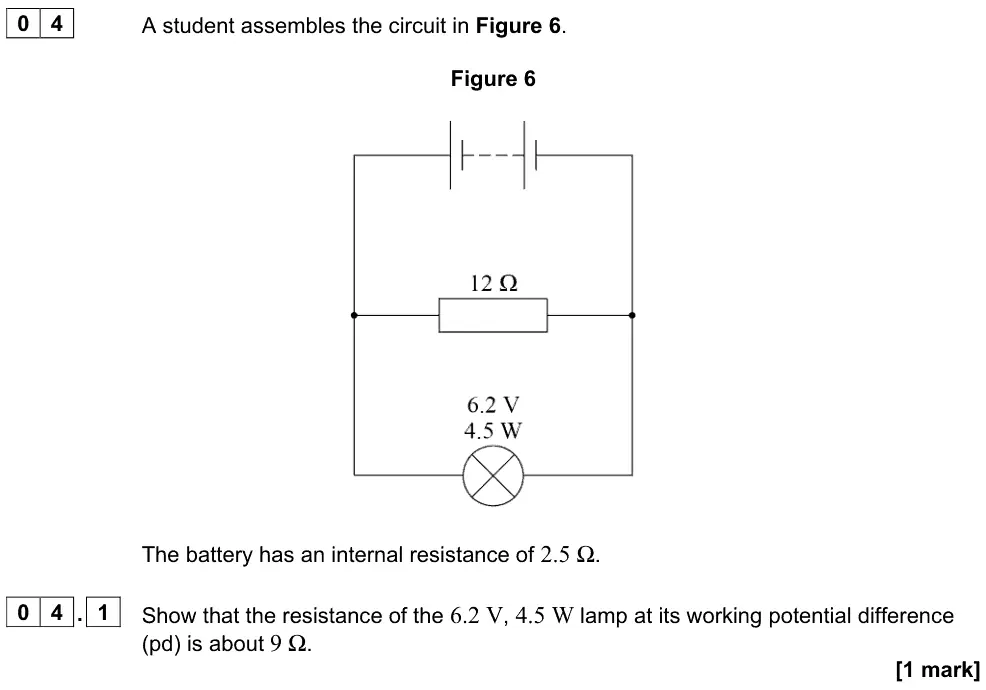 0 4 A student assembles the circuit in Figure 6.
Figure 6
12 Ω
6.2 V
4.5 W
The battery has an internal resistance of 2.5 Ω.
0 4 . 1 Show that the resistance of the 6.2 V, 4.5 W lamp at its working potential difference
(pd) is about 9 Ω.
[1 mark]